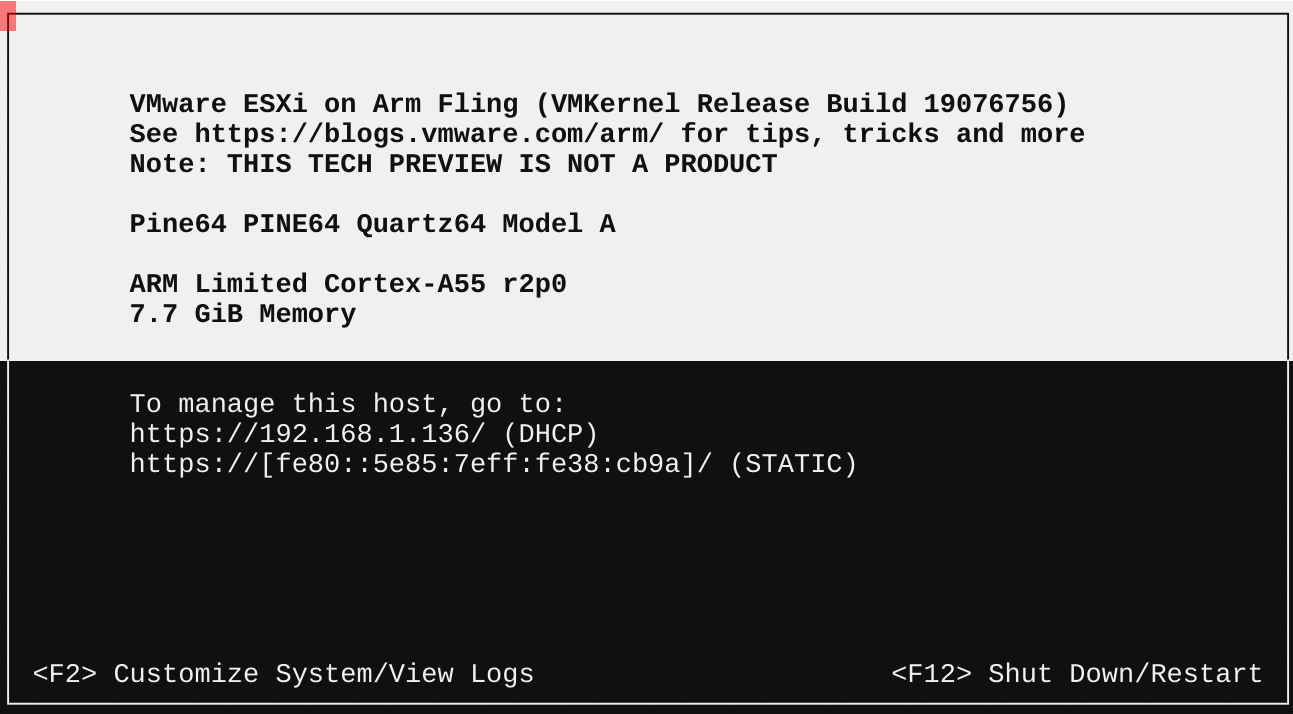 VMware ESXi on Arm Fling (VMKernel Release Build 19076756)
See https://blogs.vmware.com/arm/ for tips, tricks and more
Note: THIS TECH PREVIEW IS NOT A PRODUCT
Pine64 PINE64 Quartz64 Model A
ARM Limited Cortex-A55 r2p0
7.7 GiB Memory
To manage this host, go to:
https://192.168.1.136/ (DHCP)
https://[fe80::5e85:7eff:fe38:cb9a]/ (STATIC)
<F2> Customize System/View Logs
<F12> Shut Down/Restart